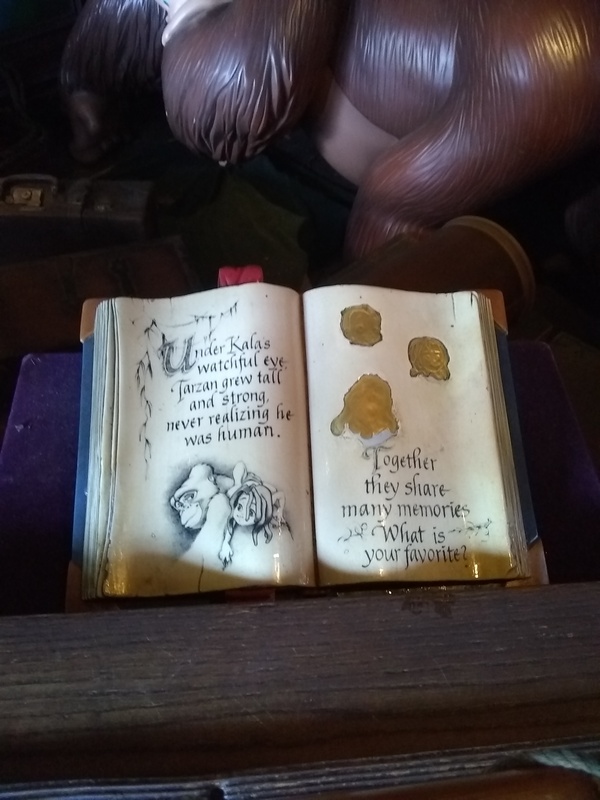 Under Kalas
watchful eye,
Tarzan grew tall
and strong,
never realizing he
was human.
Together
they share
many memories
What is
your favorite?